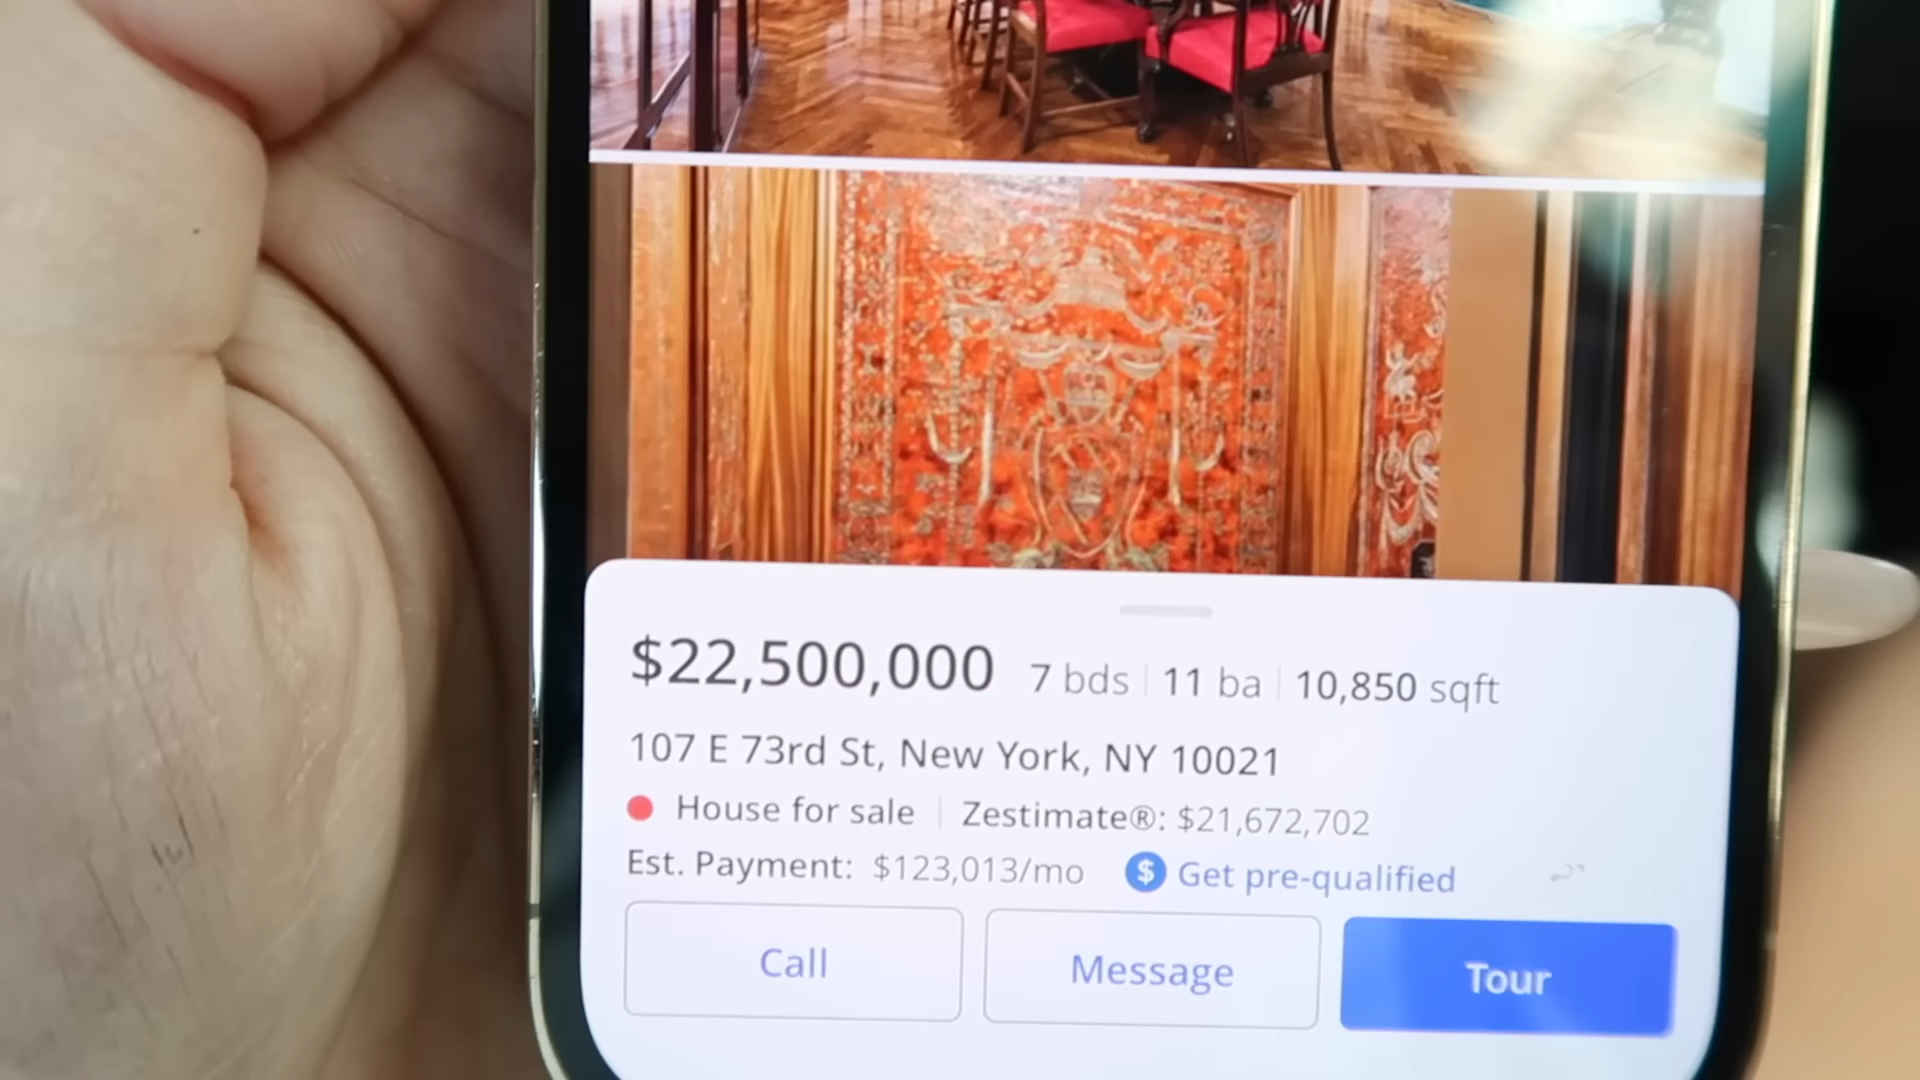 $22,500,000 7 bds | 11 ba | 10,850 sqft
107 E 73rd St, New York, NY 10021
House for sale | Zestimate®: $21,672,702
Est. Payment: $123,013/mo $ Get pre-qualified
Call Message Tour